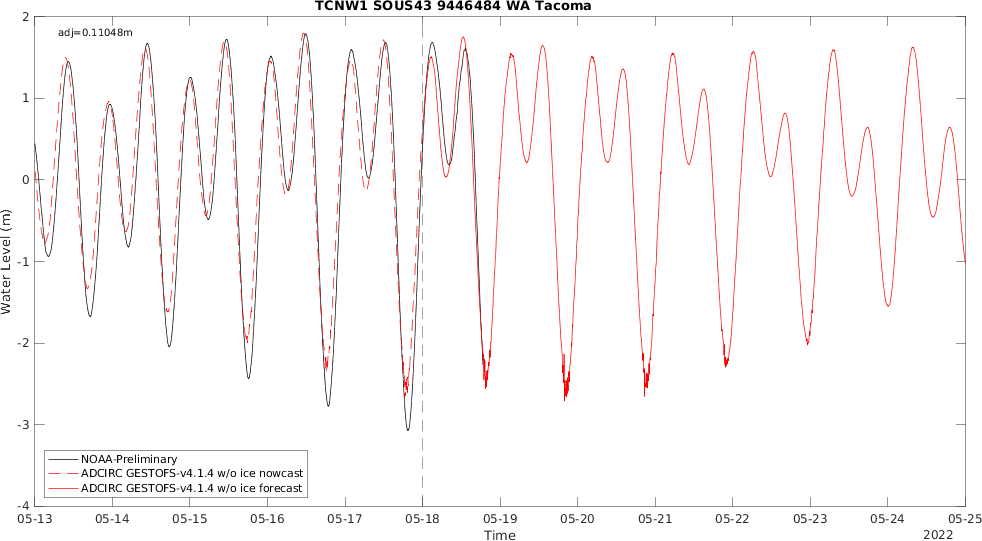 TCNW1 SOUS43 9446484 WA Tacoma
adj=0.11048m
2
1
0
-1
-2
-3
-4
Water Level (m)
NOAA-Preliminary
ADCIRC GESTOFS-v4.1.4 w/o ice nowcast
ADCIRC GESTOFS-v4.1.4 w/o ice forecast
05-13 05-14 05-15 05-16 05-17 05-18 05-19 05-20 05-21 05-22 05-23 05-24 05-25
Time
2022